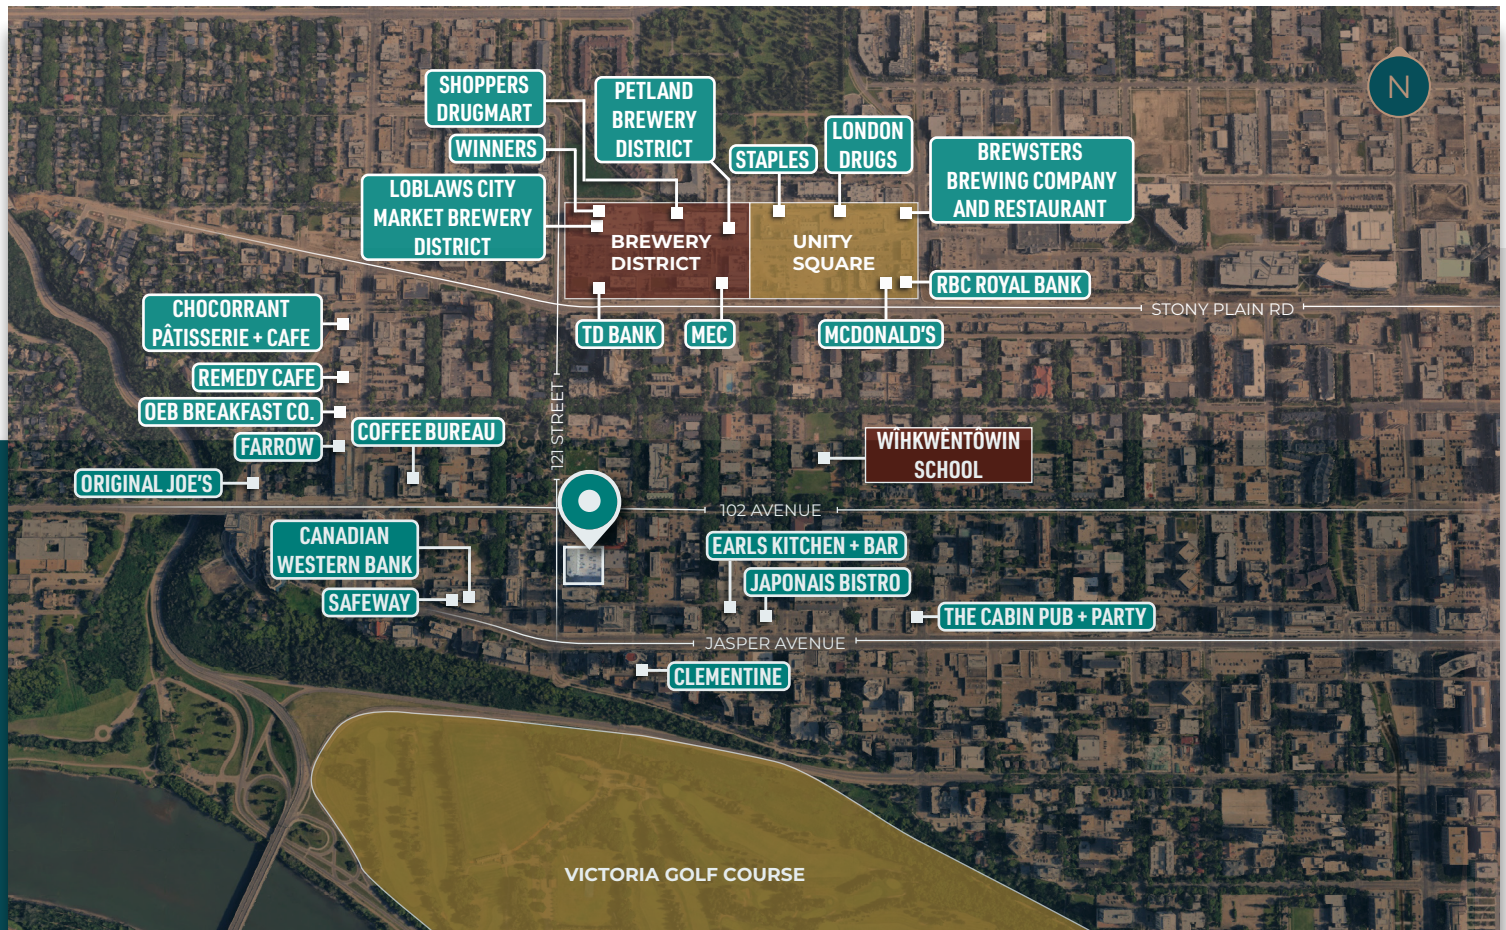 N
SHOPPERS
DRUGMART
PETLAND
BREWERY
DISTRICT
WINNERS
STAPLES
LONDON
DRUGS
BREWSTERS
BREWING COMPANY
AND RESTAURANT
LOBLAWS CITY
MARKET BREWERY
DISTRICT
BREWERY
DISTRICT
UNITY
SQUARE
RBC ROYAL BANK
STONY PLAIN RD
CHOCORRANT
PÂTISSERIE + CAFE
TD BANK
MEC
MCDONALD'S
REMEDY CAFE
OEB BREAKFAST CO.
121 STREET
FARROW
COFFEE BUREAU
WÎHKWÊNTÔWIN
SCHOOL
ORIGINAL JOE'S
102 AVENUE
CANADIAN
WESTERN BANK
EARLS KITCHEN + BAR
JAPONAIS BISTRO
SAFEWAY
THE CABIN PUB + PARTY
JASPER AVENUE
CLEMENTINE
VICTORIA GOLF COURSE